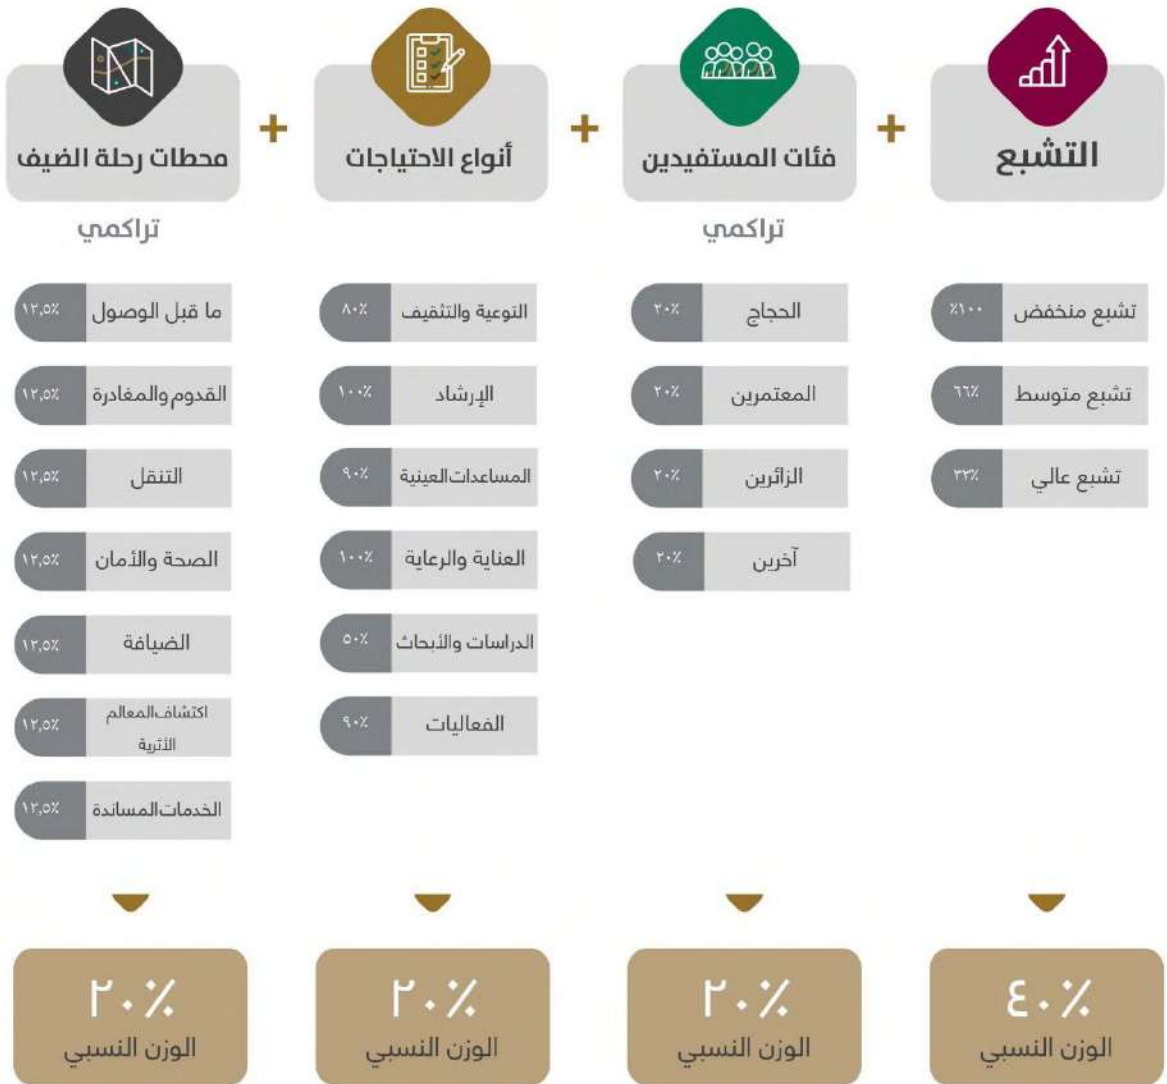 التشبع
+
فئات المستفيدين
+
أنواع الاحتياجات
+
محطات رحلة الضيف
تراكمي
تراكمي
تشبع منخفض ٪١٠٠
تشبع متوسط ٦٦٪
تشبع عالي ٣٣٪
الحجاج ٢٠٪
المعتمرين ٢٠٪
الزائرين ٢٠٪
آخرين ٢٠٪
التوعية والتثقيف ٨٠٪
الإرشاد ١٠٠٪
المساعدات العينية ٩٠٪
العناية والرعاية ١٠٠٪
الدراسات والأبحاث ٥٠٪
الفعاليات ٩٠٪
ما قبل الوصول ١٢,٥٪
القدوم والمغادرة ١٢,٥٪
التنقل ١٢,٥٪
الصحة والأمان ١٢,٥٪
الضيافة ١٢,٥٪
اكتشاف المعالم
الأثرية ١٢,٥٪
الخدمات المساندة ١٢,٥٪
٤٠٪
الوزن النسبي
٢٠٪
الوزن النسبي
٢٠٪
الوزن النسبي
٢٠٪
الوزن النسبي